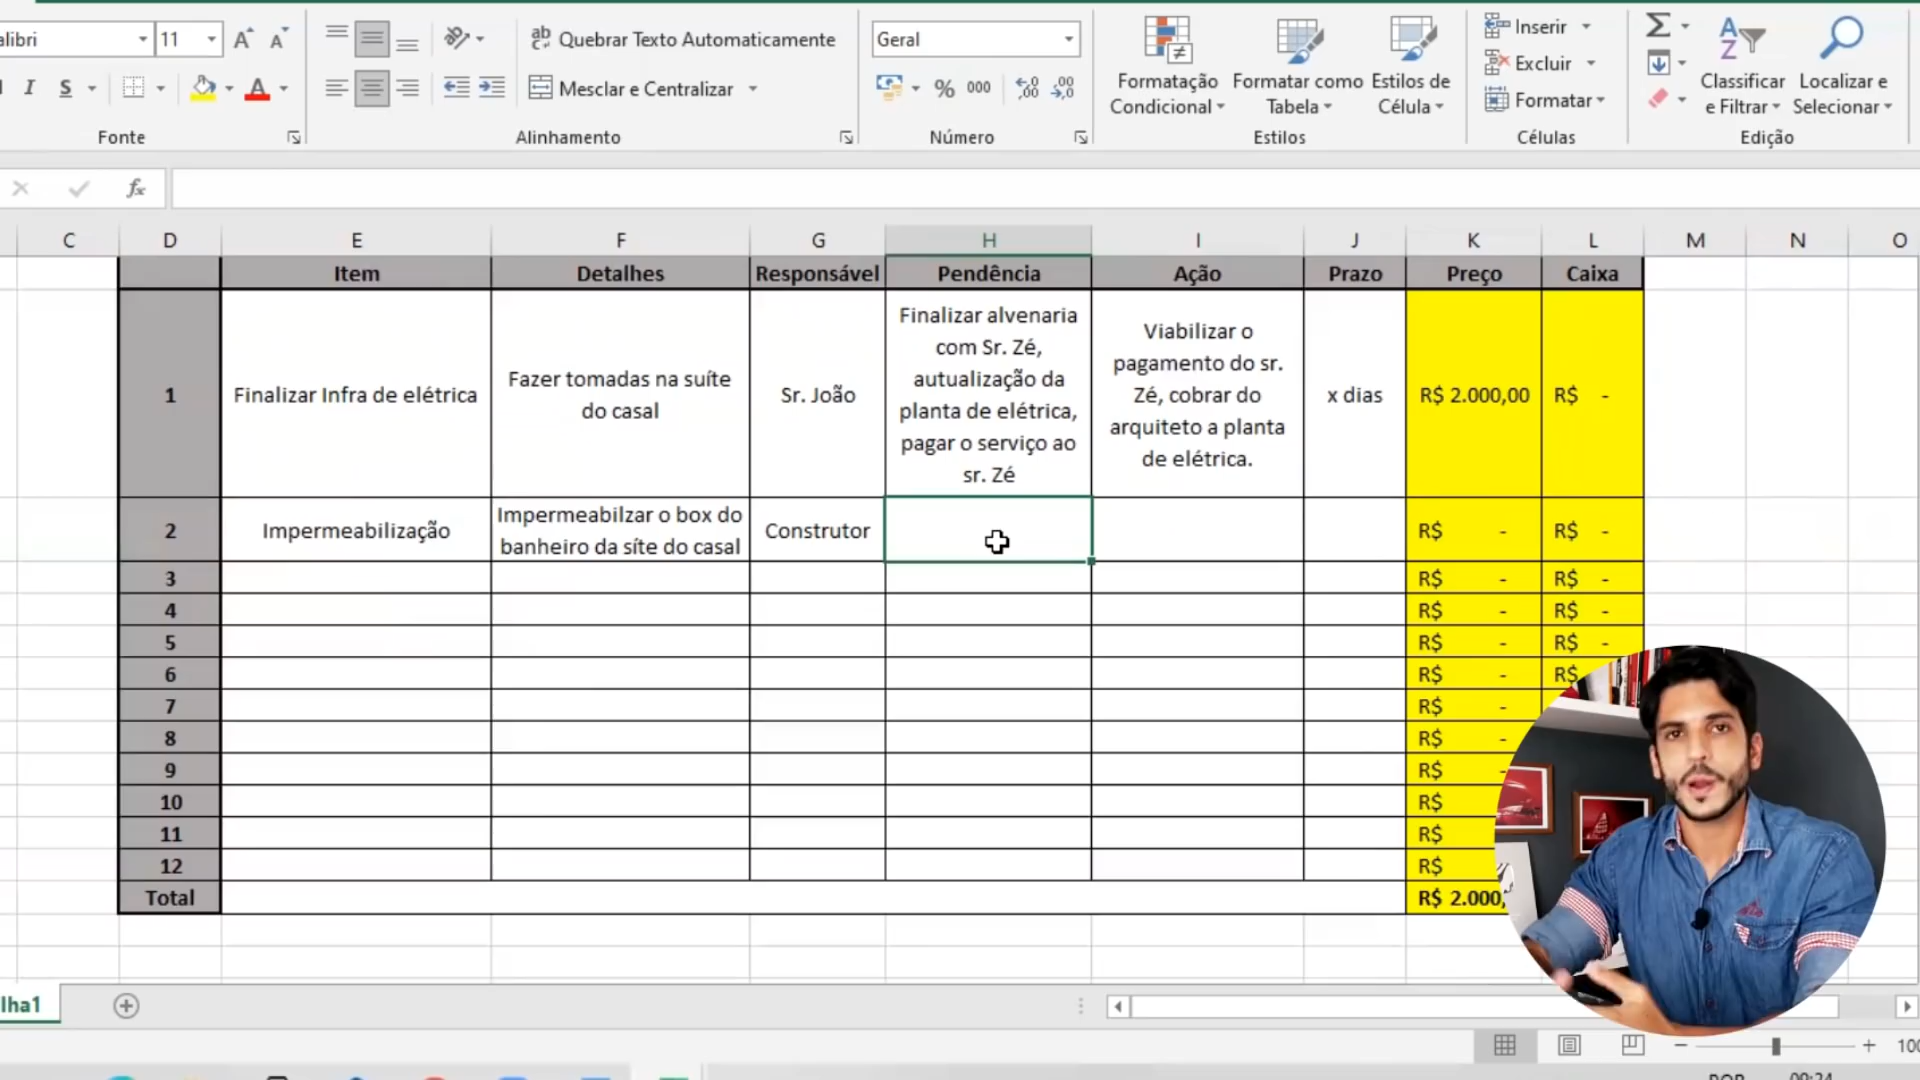 11
Quebrar Texto Automaticamente
Geral
S
Mesclar e Centralizar
% 000
Formatação Condicional
Formatar como Tabela
Estilos de Célula
Inserir
Excluir
Formatar
Classificar e Filtrar
Localizar e Selecionar
Fonte
Alinhamento
Número
Estilos
Células
Edição
fx
C D E F G H I J K L M N O
Item Detalhes Responsável Pendência Ação Prazo Preço Caixa
1
Finalizar Infra de elétrica
Fazer tomadas na suíte
do casal
Sr. João
Finalizar alvenaria
com Sr. Zé,
autualização da
planta de elétrica,
pagar o serviço ao
sr. Zé
Viabilizar o
pagamento do sr.
Zé, cobrar do
arquiteto a planta
de elétrica.
x dias
R$ 2.000,00
R$ -
2
Impermeabilização
Impermeabilzar o box do
banheiro da síte do casal
Construtor
R$ - R$ -
3 R$ - R$ -
4 R$ - R$ -
5 R$ - R$ -
6 R$ - R$
7 R$ -
8 R$ -
9 R$ -
10 R$
11 R$
12 R$
Total R$ 2.000,
lha1